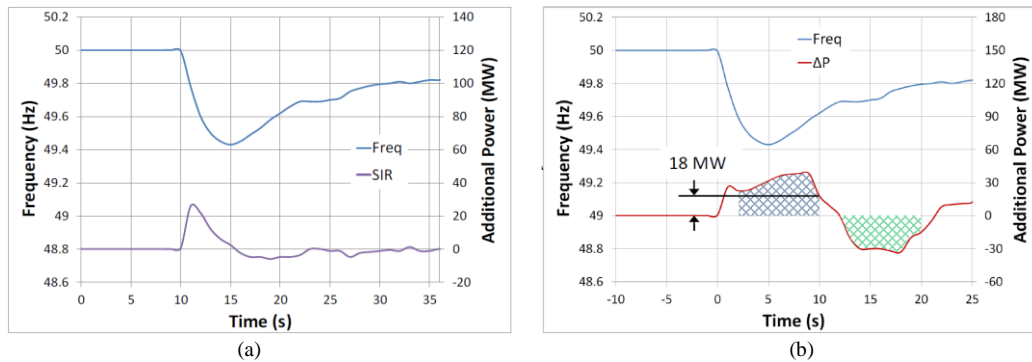 50.2
50
49.8
49.6
49.4
49.2
49
48.8
48.6
Frequency (Hz)
140
120
100
80
60
40
20
0
-20
Additional Power (MW)
Freq
SIR
0 5 10 15 20 25 30 35
Time (s)
(a)
50.2
50
49.8
49.6
49.4
49.2
49
48.8
48.6
Frequency (Hz)
180
150
120
90
60
30
0
-30
-60
Additional Power (MW)
Freq
ΔP
18 MW
-10 -5 0 5 10 15 20 25
Time (s)
(b)